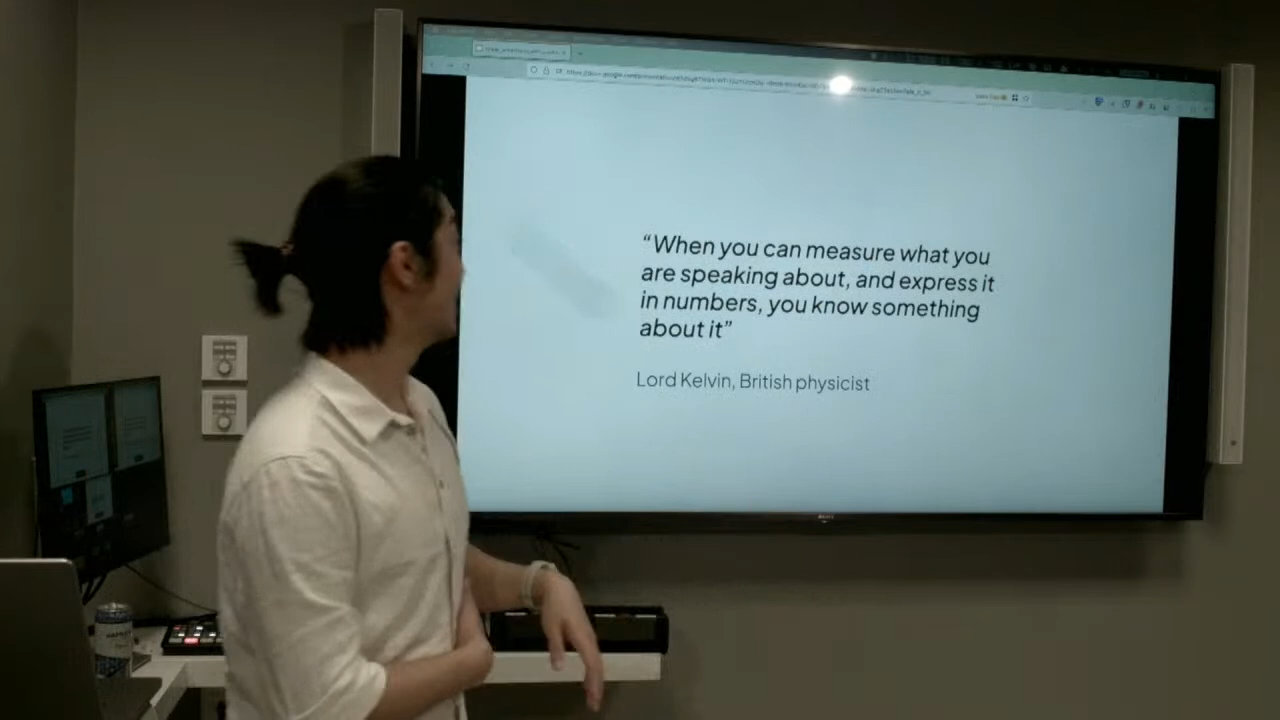 “When you can measure what you
are speaking about, and express it
in numbers, you know something
about it”
Lord Kelvin, British physicist
SONY